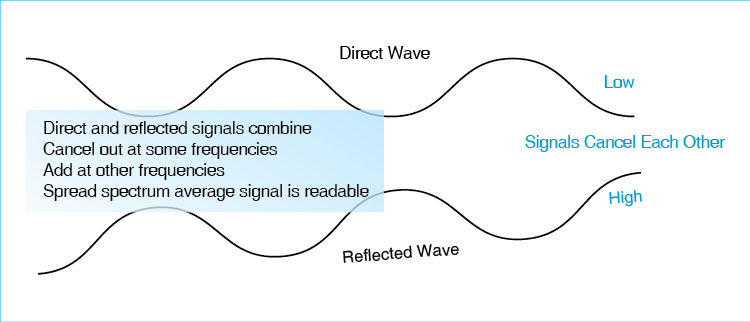 Direct Wave
Low
Direct and reflected signals combine
Cancel out at some frequencies
Add at other frequencies
Spread spectrum average signal is readable
Signals Cancel Each Other
High
Reflected Wave